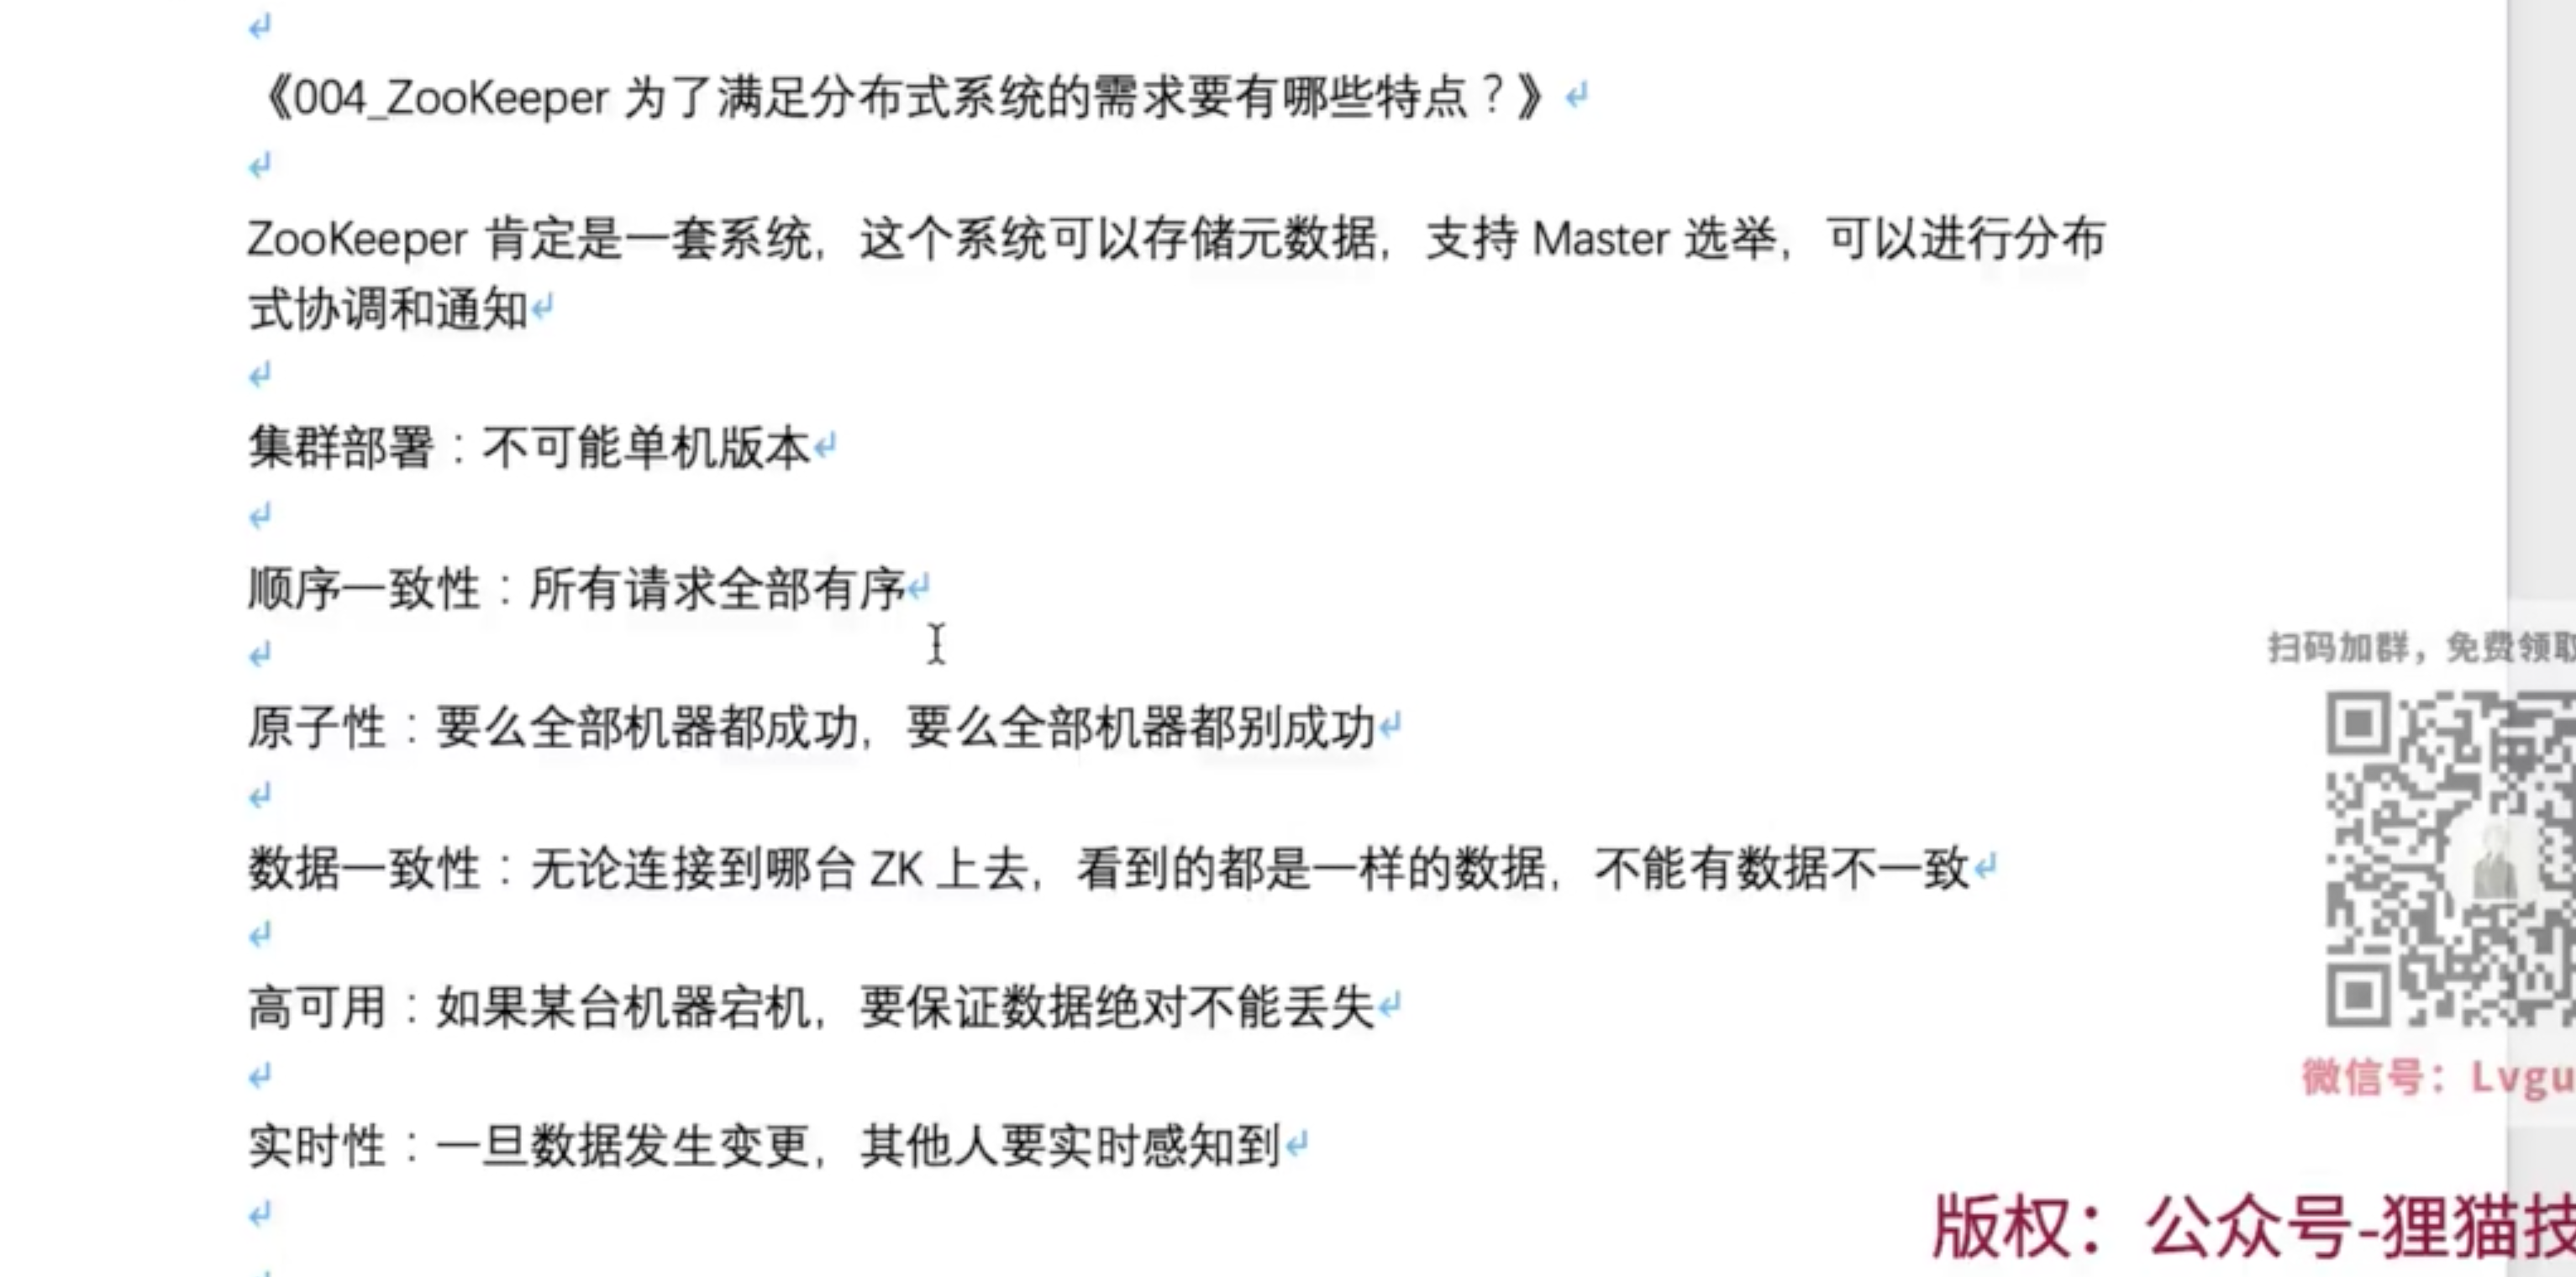 《004_ZooKeeper 为了满足分布式系统的需求要有哪些特点？》
ZooKeeper 肯定是一套系统，这个系统可以存储元数据，支持 Master 选举，可以进行分布
式协调和通知
集群部署：不可能单机版本
顺序一致性：所有请求全部有序
原子性：要么全部机器都成功，要么全部机器都别成功
数据一致性：无论连接到哪台 ZK 上去，看到的都是一样的数据，不能有数据不一致
高可用：如果某台机器宕机，要保证数据绝对不能丢失
实时性：一旦数据发生变更，其他人要实时感知到
扫码加群，免费领取
微信号：Lvgu
版权：公众号-狸猫技